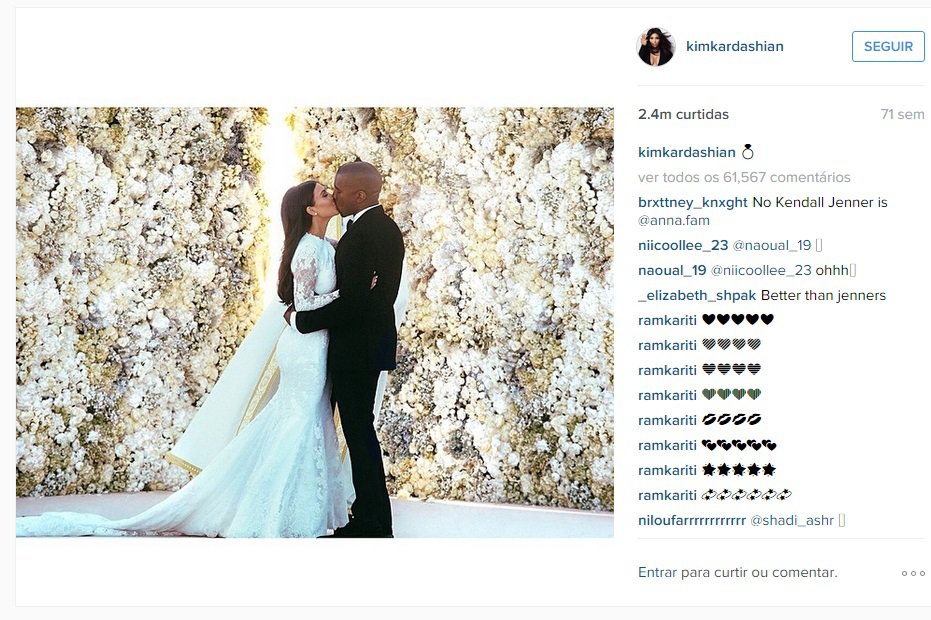 kimkardashian
SEGUIR
2.4m curtidas
71 sem
kimkardashian 💍
ver todos os 61,567 comentários
brxttney_knxght No Kendall Jenner is
@anna.fam
niicoollee_23 @naoual_19 
naoual_19 @niicoollee_23 ohhh
_elizabeth_shpak Better than jenners
ramkariti
ramkariti
ramkariti
ramkariti
ramkariti
ramkariti
ramkariti
ramkariti
niloufarrrrrrrrrrrr @shadi_ashr
Entrar para curtir ou comentar.